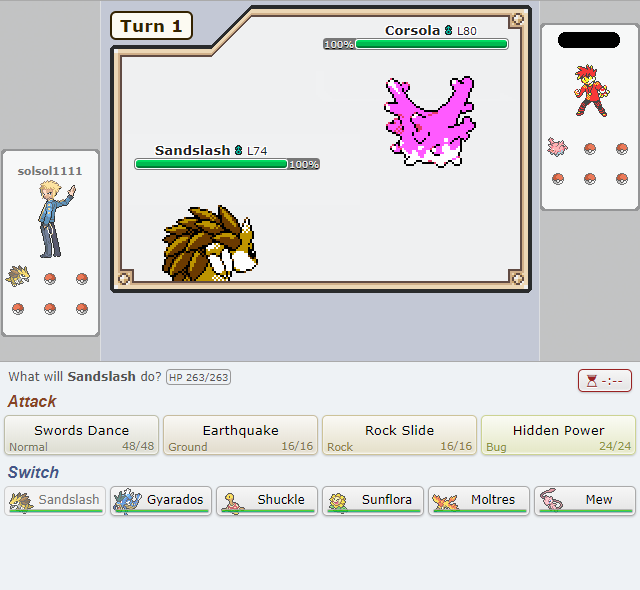 Turn 1
Corsola L80
100%
Sandslash L74
100%
solsol1111
What will Sandslash do? HP 263/263
-:--
Attack
Swords Dance
Normal 48/48
Earthquake
Ground 16/16
Rock Slide
Rock 16/16
Hidden Power
Bug 24/24
Switch
Sandslash
Gyarados
Shuckle
Sunflora
Moltres
Mew